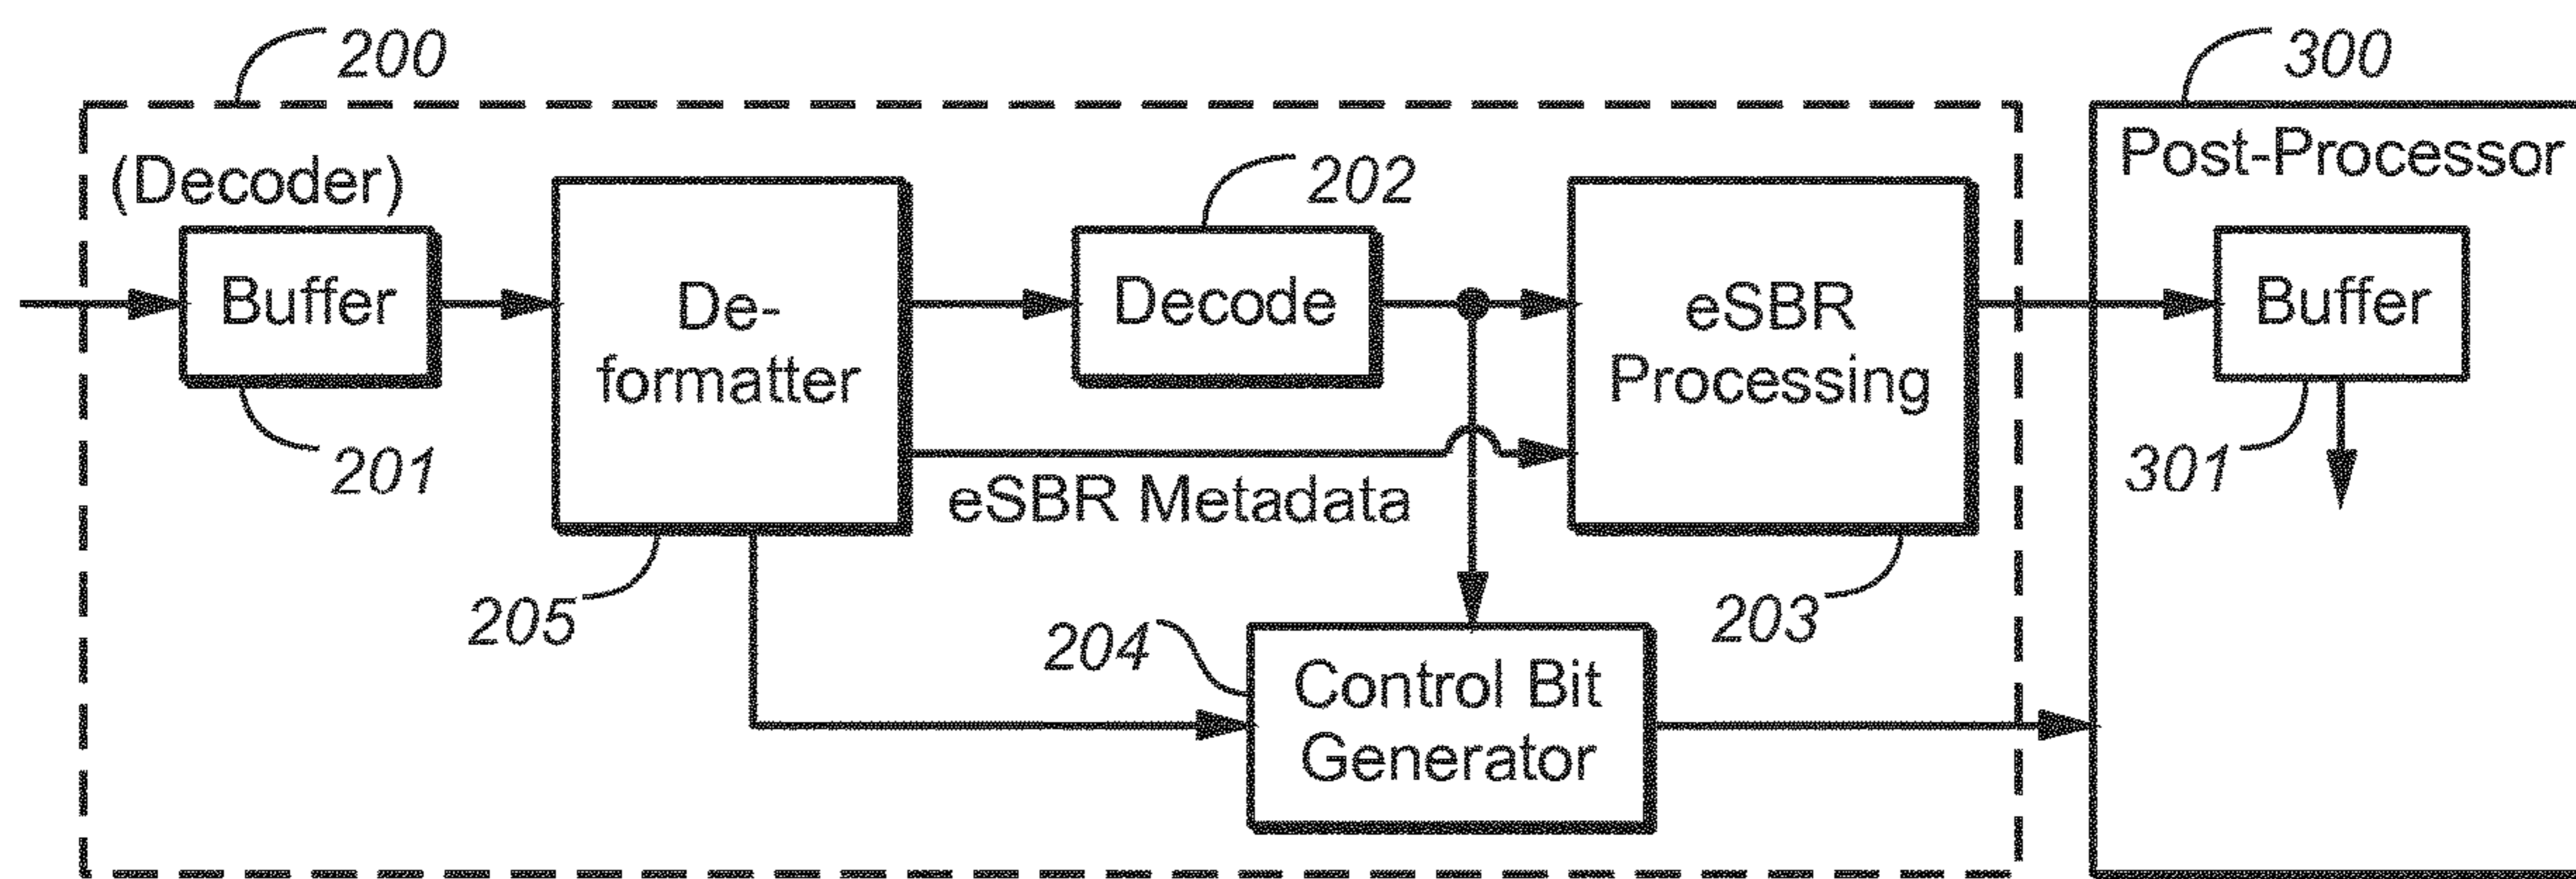 200
300
(Decoder)
Post-Processor
202
Buffer
De-
formatter
Decode
eSBR
Processing
Buffer
201
eSBR Metadata
301
205
204
203
Control Bit
Generator